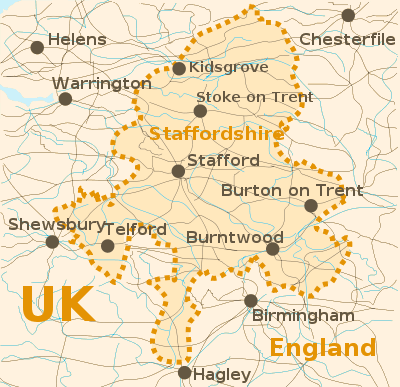 Helens
Chesterfile
Kidsgrove
Warrington
Stoke on Trent
Staffordshire
Stafford
Burton on Trent
Shewsbury
Telford
Burntwood
UK
Birmingham
England
Hagley